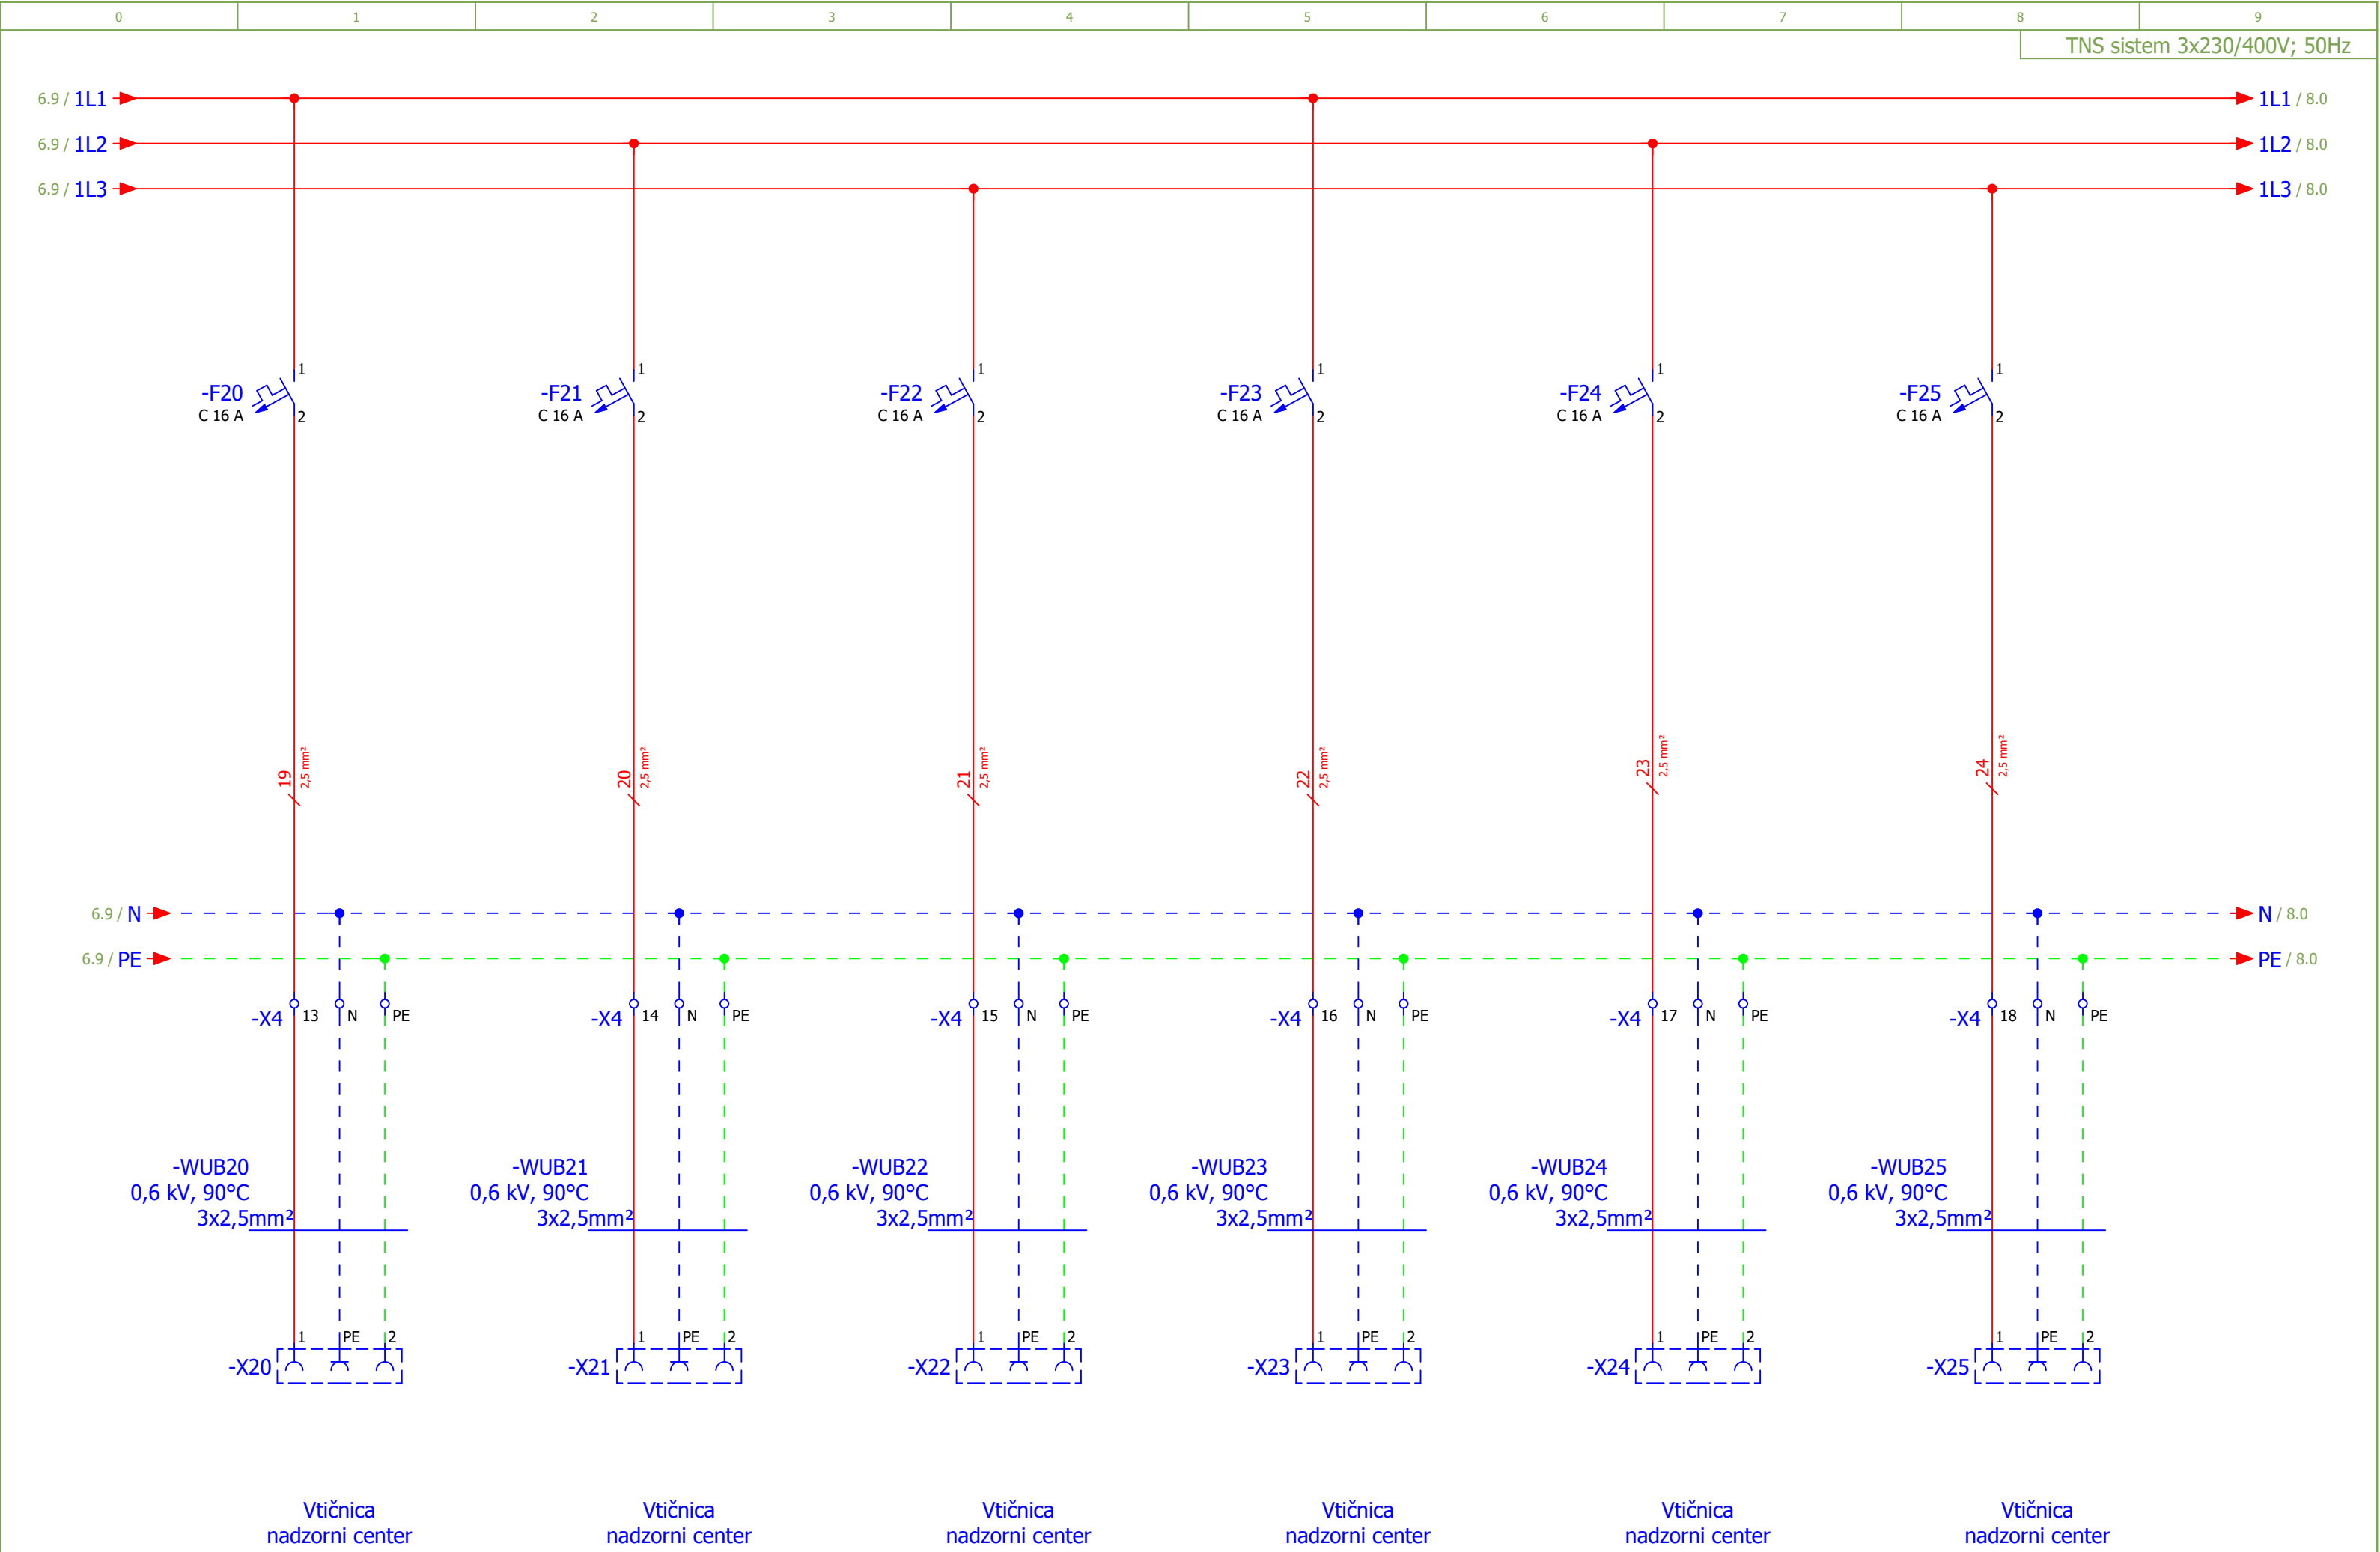 0 1 2 3 4 5 6 7 8 9
TNS sistem 3x230/400V; 50Hz
6.9 / 1L1 1L1 / 8.0
6.9 / 1L2 1L2 / 8.0
6.9 / 1L3 1L3 / 8.0
1 1 1 1 1 1
-F20 -F21 -F22 -F23 -F24 -F25
C 16 A 2 C 16 A 2 C 16 A 2 C 16 A 2 C 16 A 2 C 16 A 2
19 2,5 mm² 20 2,5 mm² 21 2,5 mm² 22 2,5 mm² 23 2,5 mm² 24 2,5 mm²
6.9 / N N / 8.0
6.9 / PE PE / 8.0
-X4 13 N PE -X4 14 N PE -X4 15 N PE -X4 16 N PE -X4 17 N PE -X4 18 N PE
-WUB20 -WUB21 -WUB22 -WUB23 -WUB24 -WUB25
0,6 kV, 90°C 0,6 kV, 90°C 0,6 kV, 90°C 0,6 kV, 90°C 0,6 kV, 90°C 0,6 kV, 90°C
3x2,5mm² 3x2,5mm² 3x2,5mm² 3x2,5mm² 3x2,5mm² 3x2,5mm²
1 PE 2 1 PE 2 1 PE 2 1 PE 2 1 PE 2 1 PE 2
-X20 -X21 -X22 -X23 -X24 -X25
Vtičnica Vtičnica Vtičnica Vtičnica Vtičnica Vtičnica
nadzorni center nadzorni center nadzorni center nadzorni center nadzorni center nadzorni center